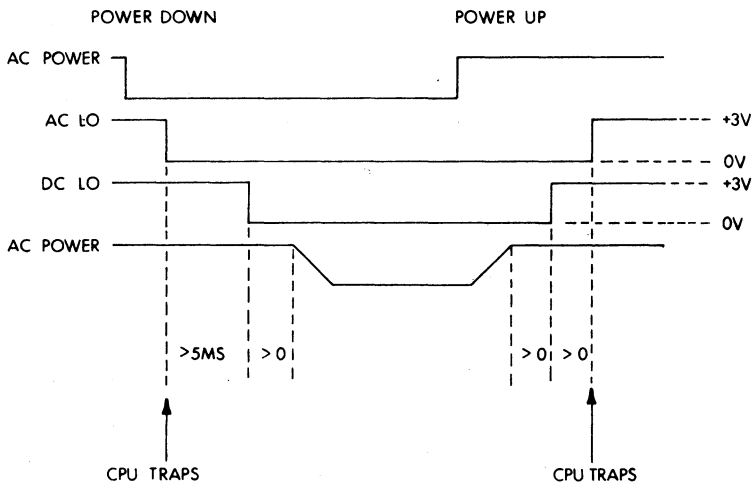 POWER DOWN
POWER UP
AC POWER
AC LO
+3V
0V
DC LO
+3V
0V
AC POWER
>5MS
>0
>0
>0
CPU TRAPS
CPU TRAPS